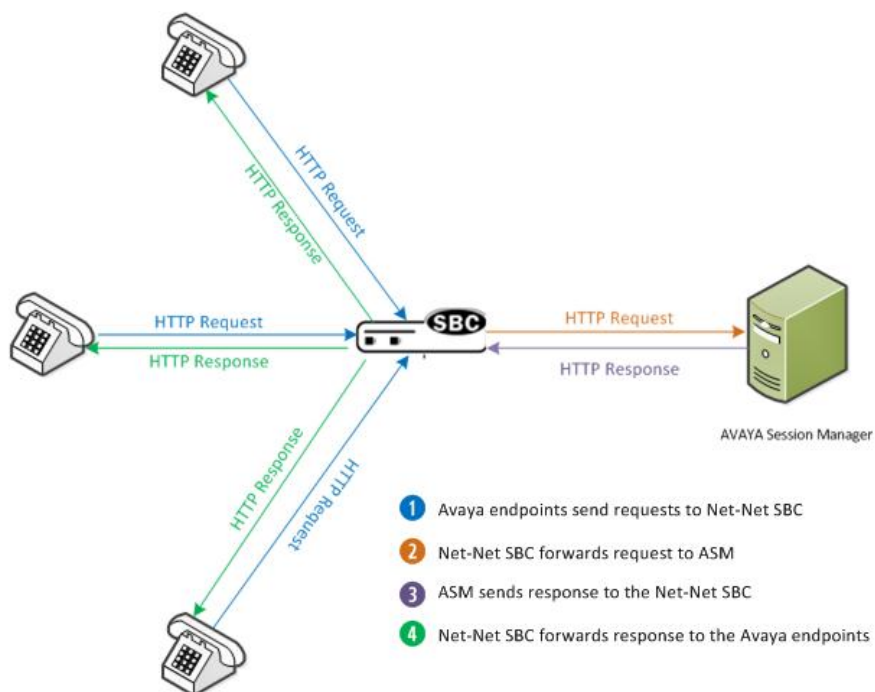 HTTP Request
HTTP Response
HTTP Request
HTTP Response
SBC
HTTP Request
HTTP Response
AVAYA Session Manager
HTTP Response
HTTP Request
1 Avaya endpoints send requests to Net-Net SBC
2 Net-Net SBC forwards request to ASM
3 ASM sends response to the Net-Net SBC
4 Net-Net SBC forwards response to the Avaya endpoints